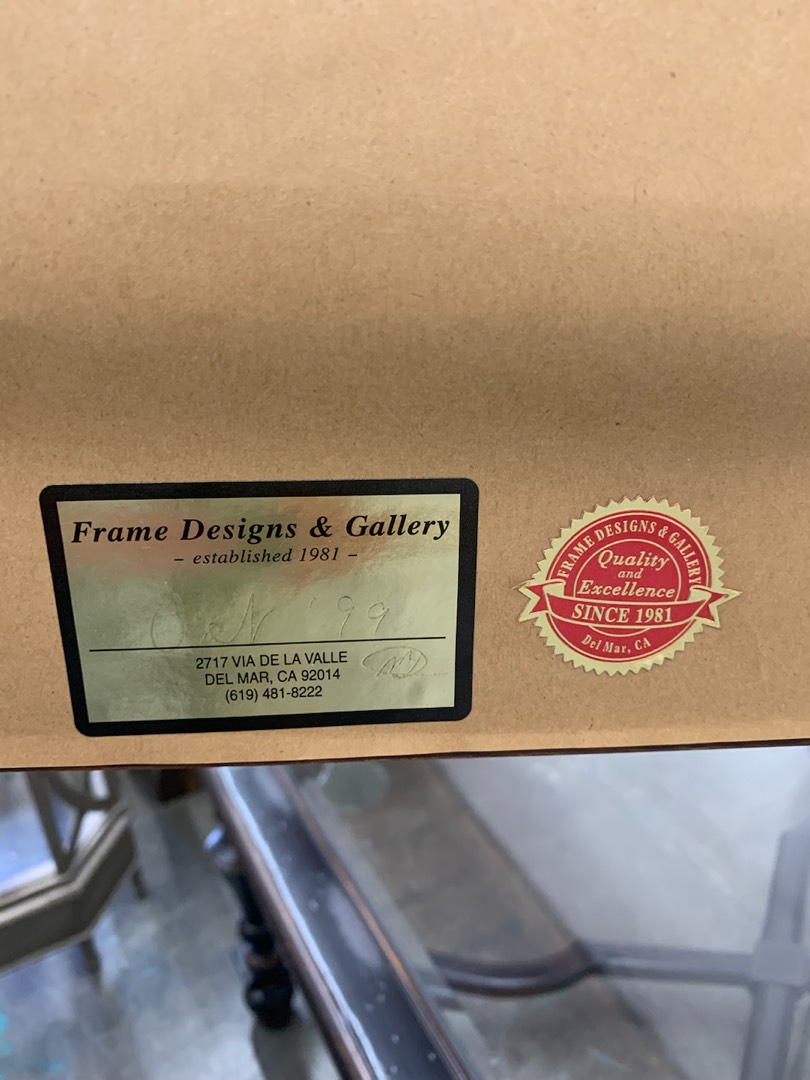 Frame Designs & Gallery
– established 1981 –
'99
2717 VIA DE LA VALLE
DEL MAR, CA 92014
(619) 481-8222
FRAME DESIGNS & GALLERY
Quality
and
Excellence
SINCE 1981
Del Mar, CA